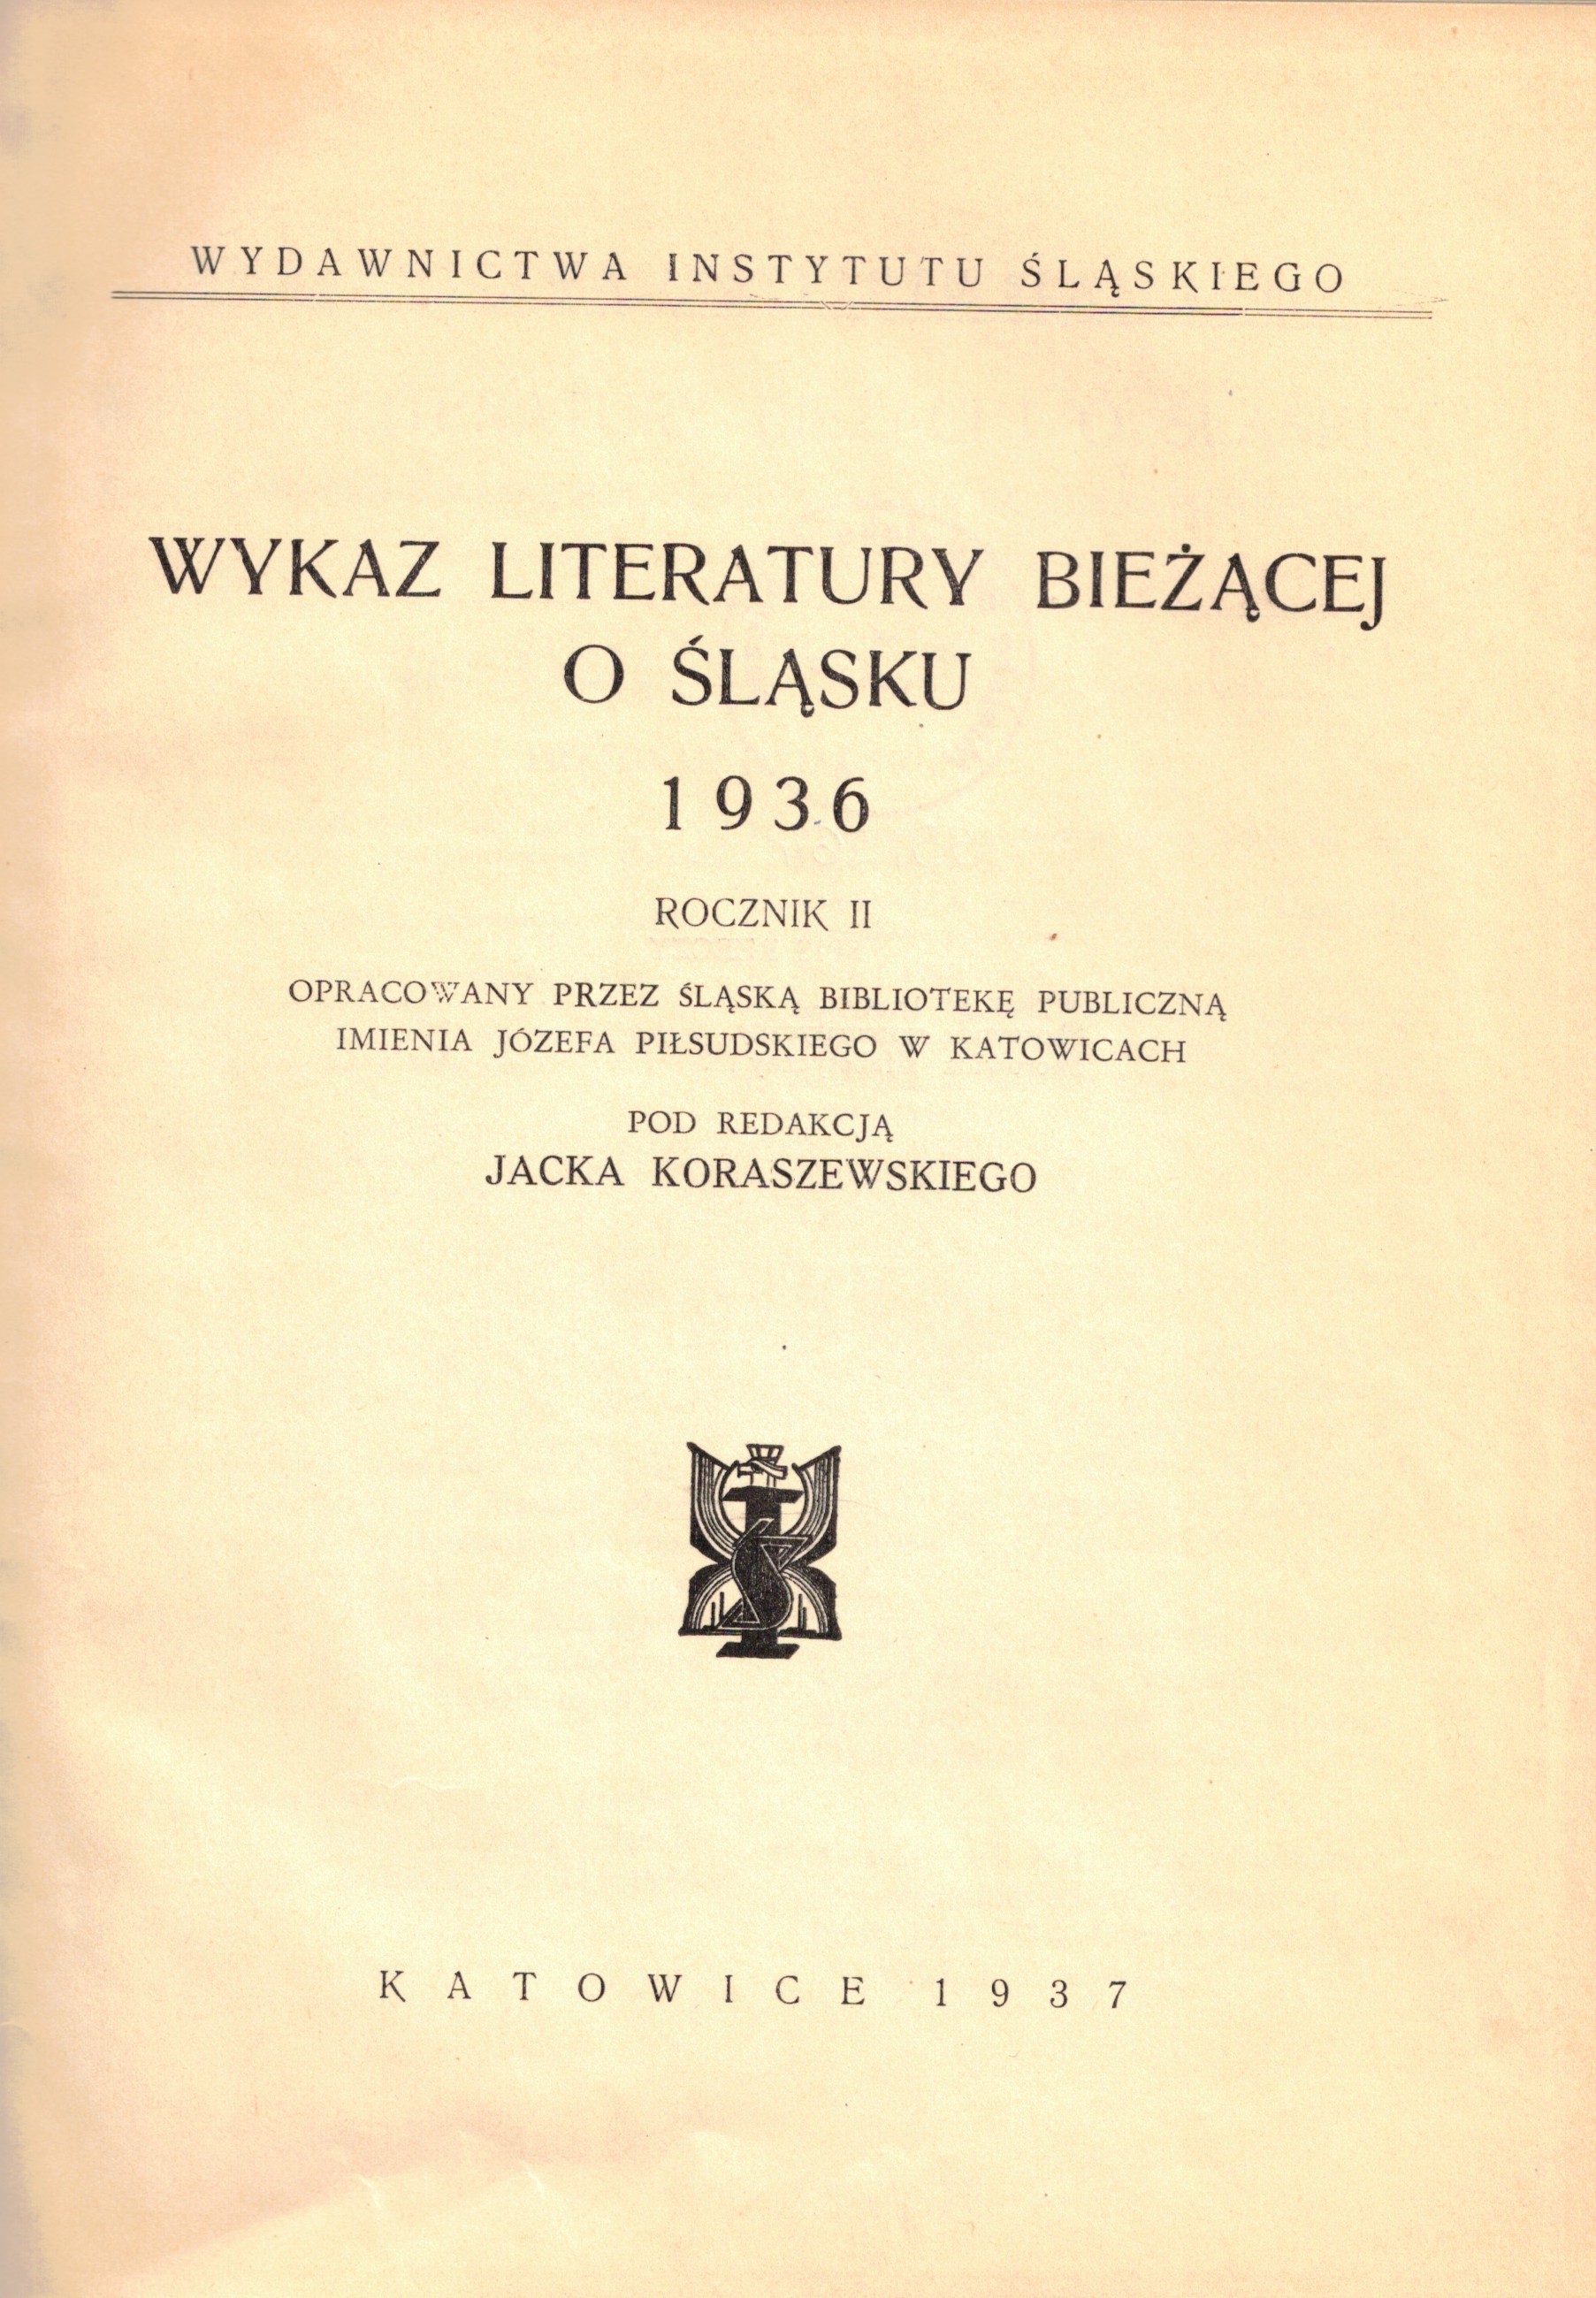 WYDAWNICTWA INSTYTUTU ŚLĄSKIEGO
WYKAZ LITERATURY BIEŻĄCEJ
O ŚLĄSKU
1936
ROCZNIK II
OPRACOWANY PRZEZ ŚLĄSKĄ BIBLIOTEKĘ PUBLICZNĄ
IMIENIA JÓZEFA PIŁSUDSKIEGO W KATOWICACH
POD REDAKCJĄ
JACKA KORASZEWSKIEGO
KATOWICE 1937